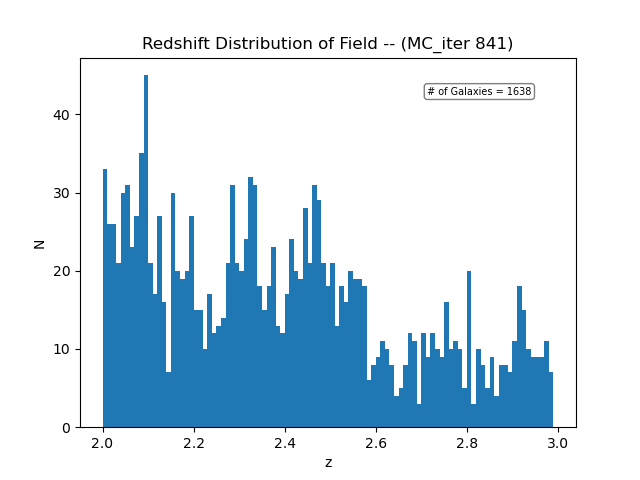 Redshift Distribution of Field -- (MC_iter 841)
# of Galaxies = 1638
40
30
20
10
0
N
2.0 2.2 2.4 2.6 2.8 3.0
z